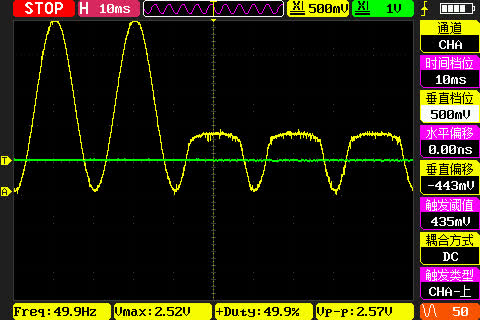 STOP H 10ms X1 500mV X1 1V
通道
CHA
时间档位
10ms
垂直档位
500mV
水平偏移
0.00ns
垂直偏移
-443mV
触发阈值
435mV
耦合方式
DC
触发类型
CHA-上
T
A
Freq:49.9Hz Vmax:2.52V +Duty:49.9% Vp-p:2.57V 50